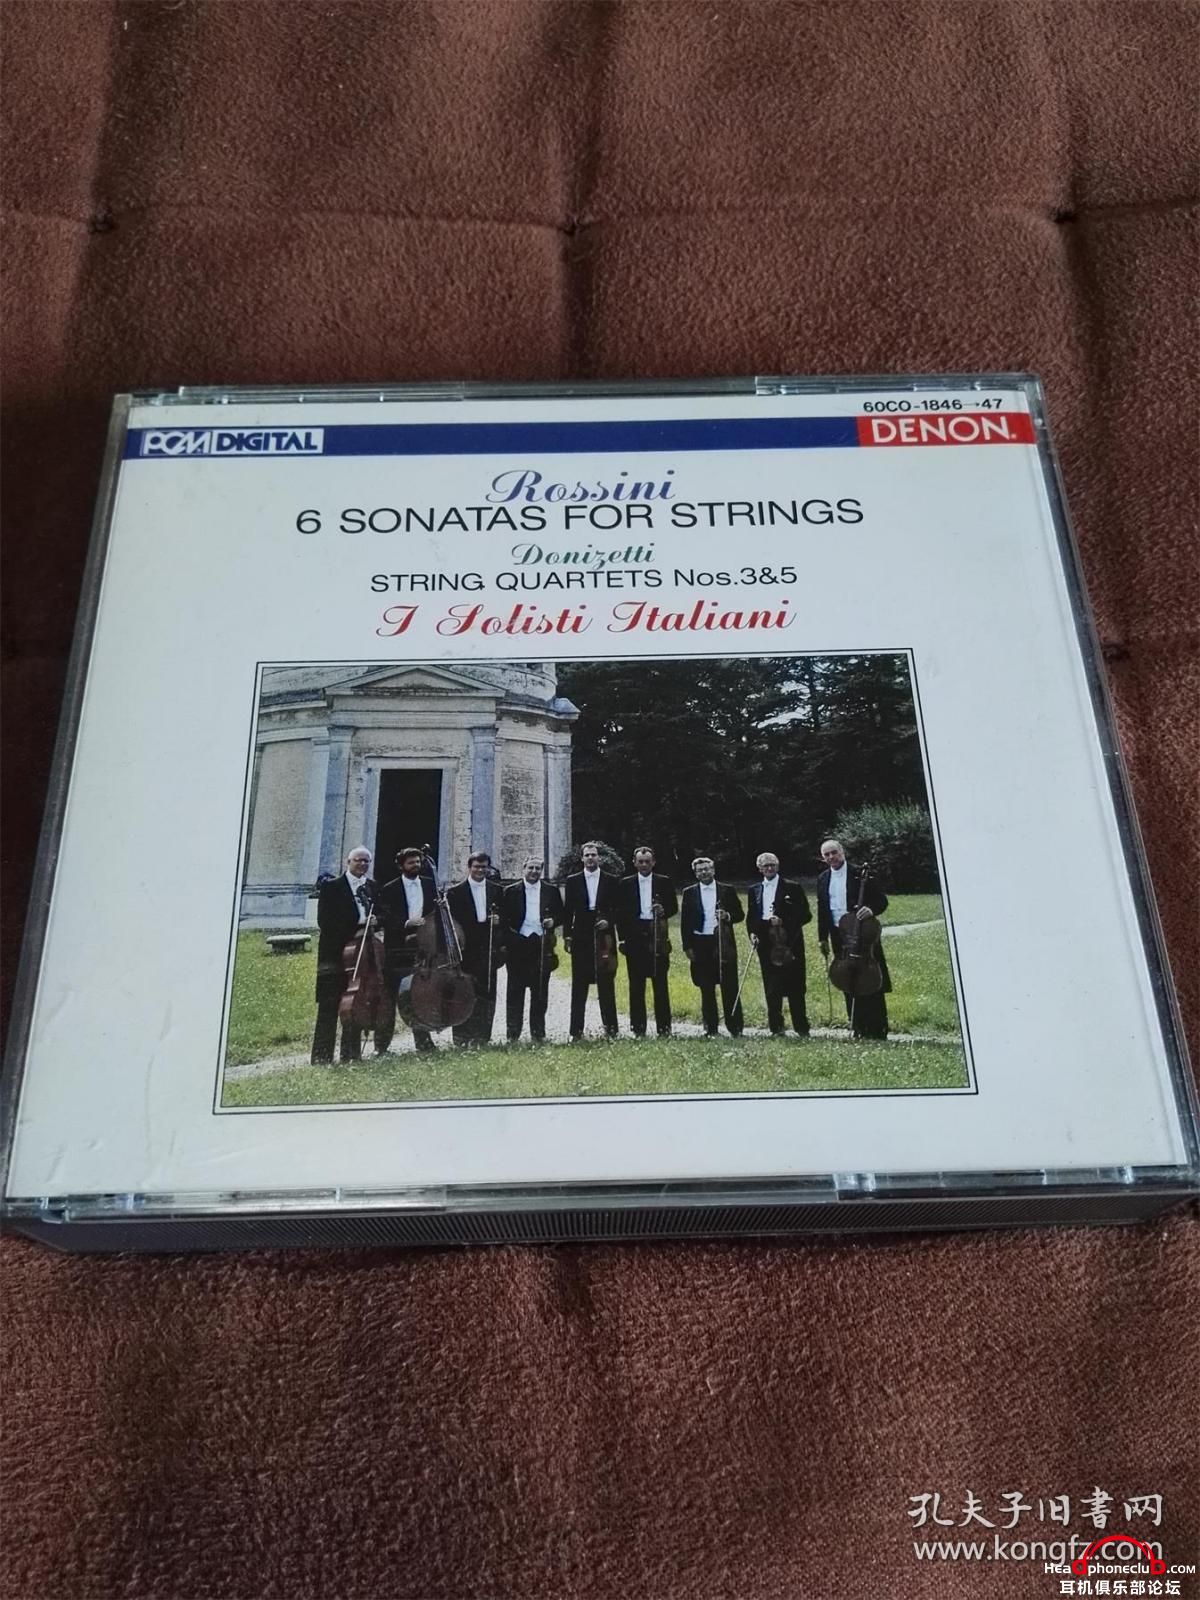 60CO-1846→47
PCM DIGITAL
DENON
Rossini
6 SONATAS FOR STRINGS
Donizetti
STRING QUARTETS Nos.3&5
I Solisti Italiani
孔夫子旧书网
www.kongfz.com
Headphoneclub.com
耳机俱乐部论坛